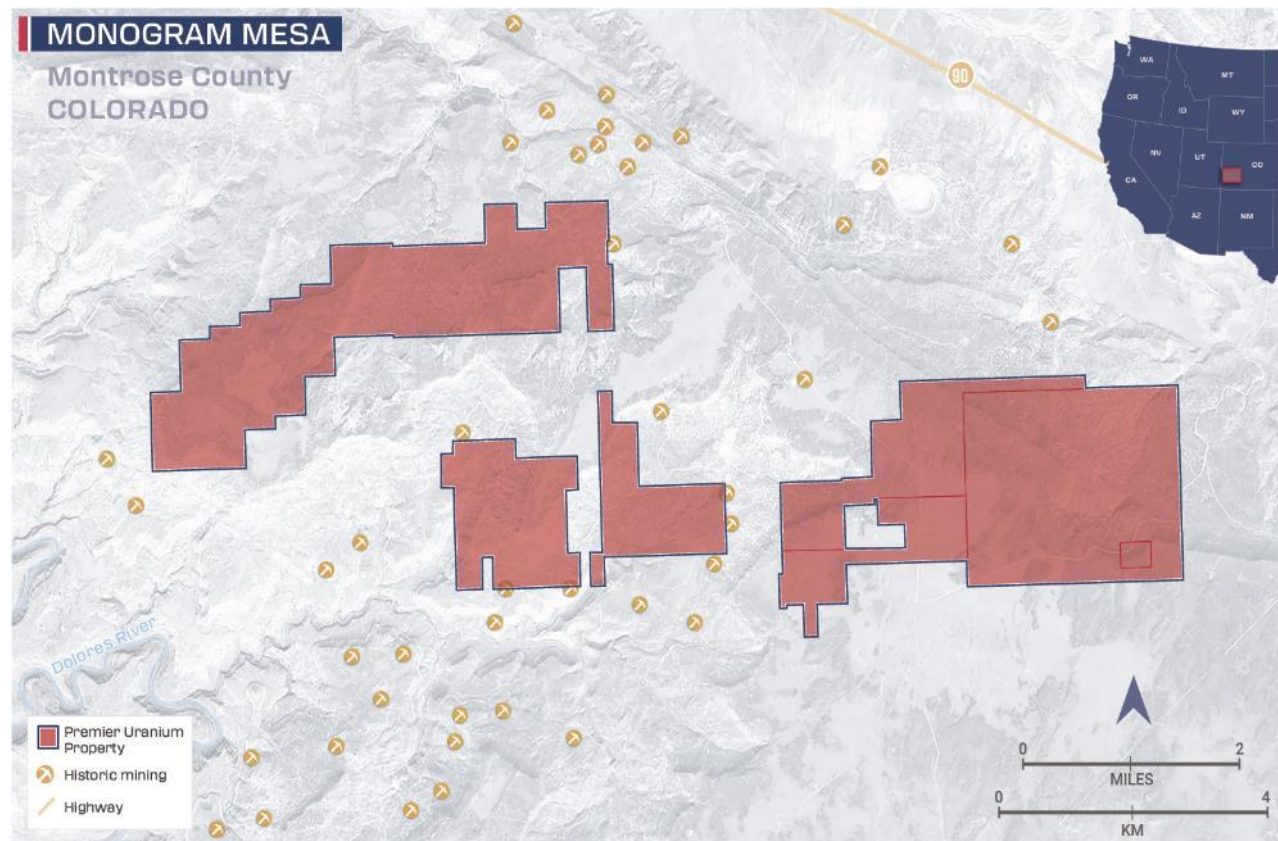 MONOGRAM MESA
Montrose County
COLORADO
90
WA
MT
OR
ID
WY
NV
UT
CO
CA
AZ
NM
Dolores River
Premier Uranium
Property
Historic mining
Highway
0 2
MILES
0 4
KM